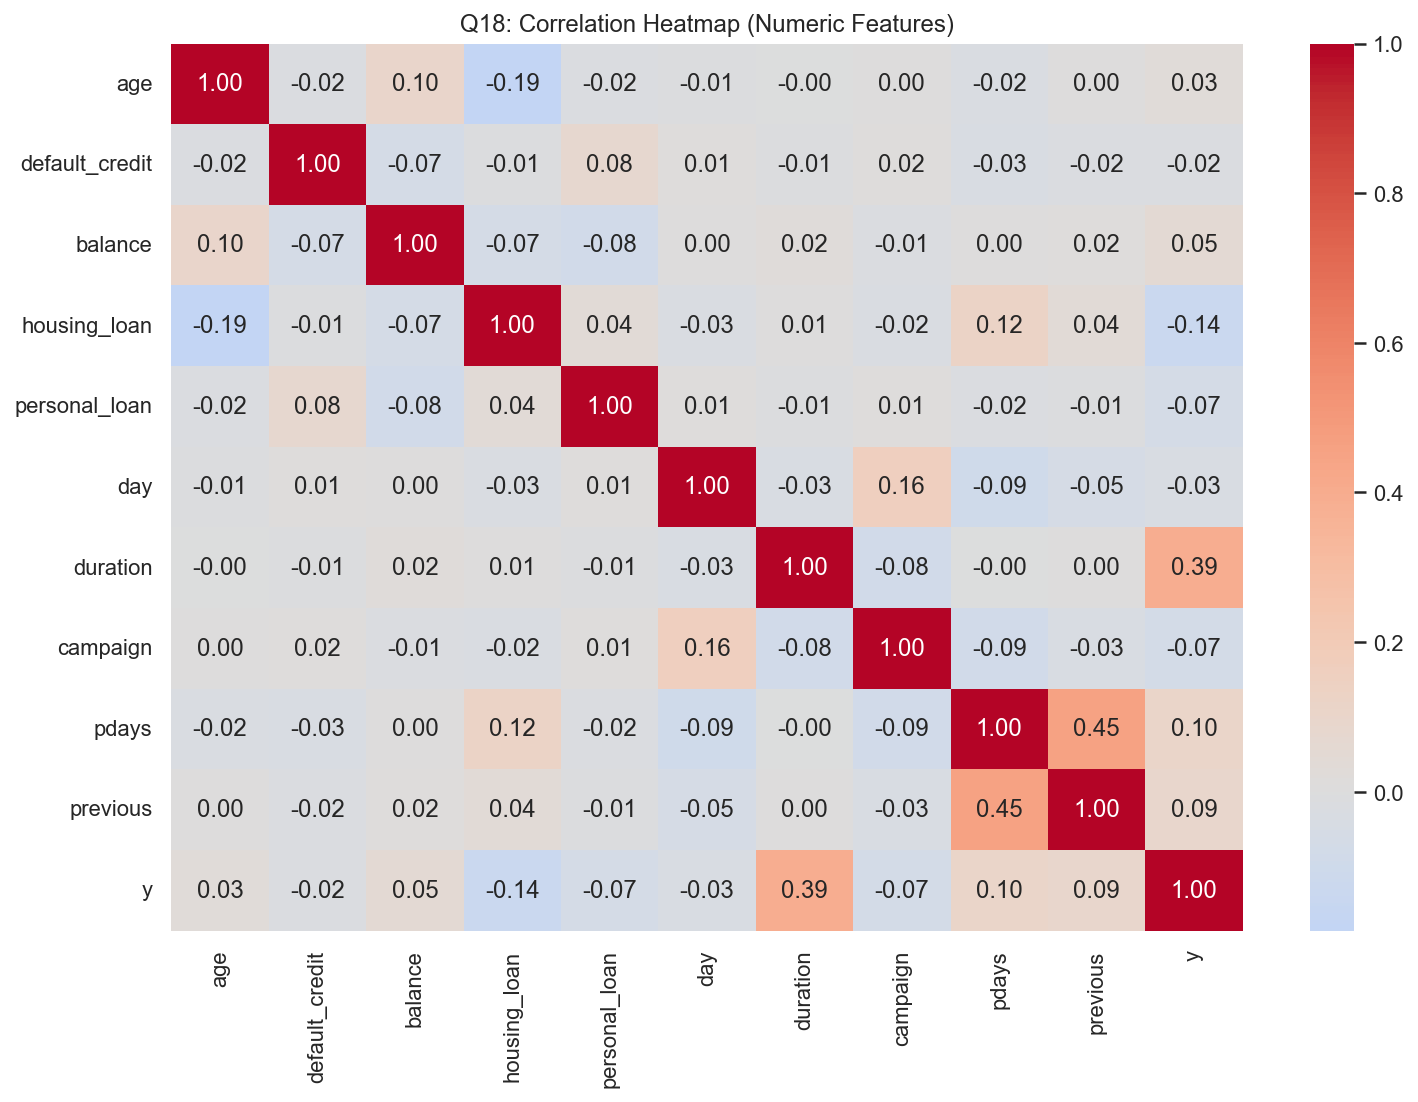 Q18: Correlation Heatmap (Numeric Features)
age 1.00 -0.02 0.10 -0.19 -0.02 -0.01 -0.00 0.00 -0.02 0.00 0.03
default_credit -0.02 1.00 -0.07 -0.01 0.08 0.01 -0.01 0.02 -0.03 -0.02 -0.02
balance 0.10 -0.07 1.00 -0.07 -0.08 0.00 0.02 -0.01 0.00 0.02 0.05
housing_loan -0.19 -0.01 -0.07 1.00 0.04 -0.03 0.01 -0.02 0.12 0.04 -0.14
personal_loan -0.02 0.08 -0.08 0.04 1.00 0.01 -0.01 0.01 -0.02 -0.01 -0.07
day -0.01 0.01 0.00 -0.03 0.01 1.00 -0.03 0.16 -0.09 -0.05 -0.03
duration -0.00 -0.01 0.02 0.01 -0.01 -0.03 1.00 -0.08 -0.00 0.00 0.39
campaign 0.00 0.02 -0.01 -0.02 0.01 0.16 -0.08 1.00 -0.09 -0.03 -0.07
pdays -0.02 -0.03 0.00 0.12 -0.02 -0.09 -0.00 -0.09 1.00 0.45 0.10
previous 0.00 -0.02 0.02 0.04 -0.01 -0.05 0.00 -0.03 0.45 1.00 0.09
y 0.03 -0.02 0.05 -0.14 -0.07 -0.03 0.39 -0.07 0.10 0.09 1.00
age default_credit balance housing_loan personal_loan day duration campaign pdays previous y
1.0
0.8
0.6
0.4
0.2
0.0